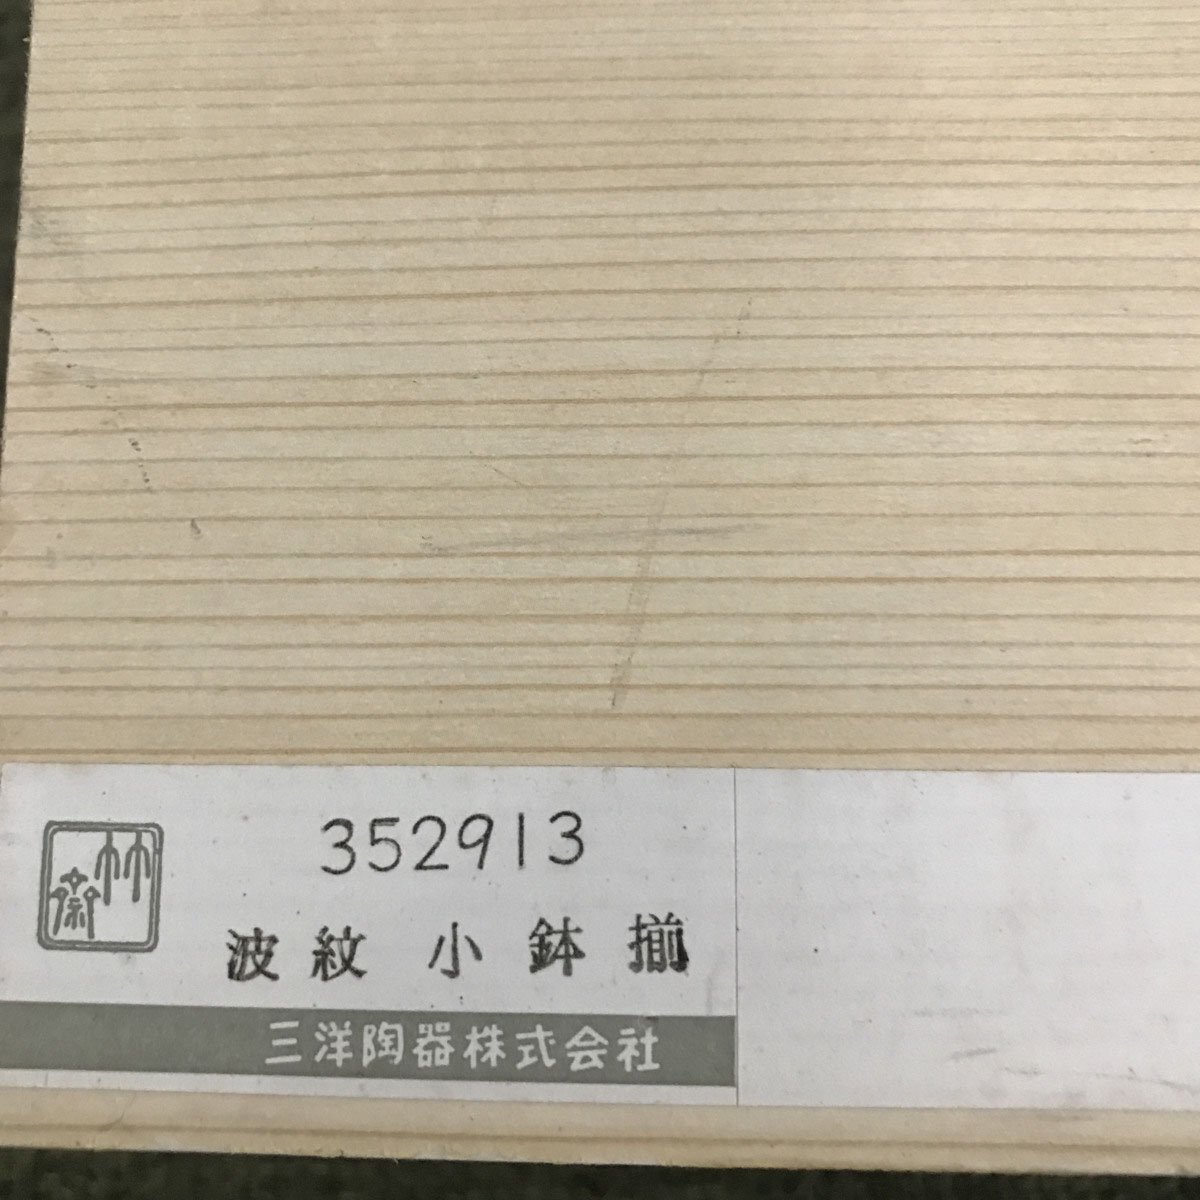 352913
波紋 小鉢 揃
三洋陶器株式会社